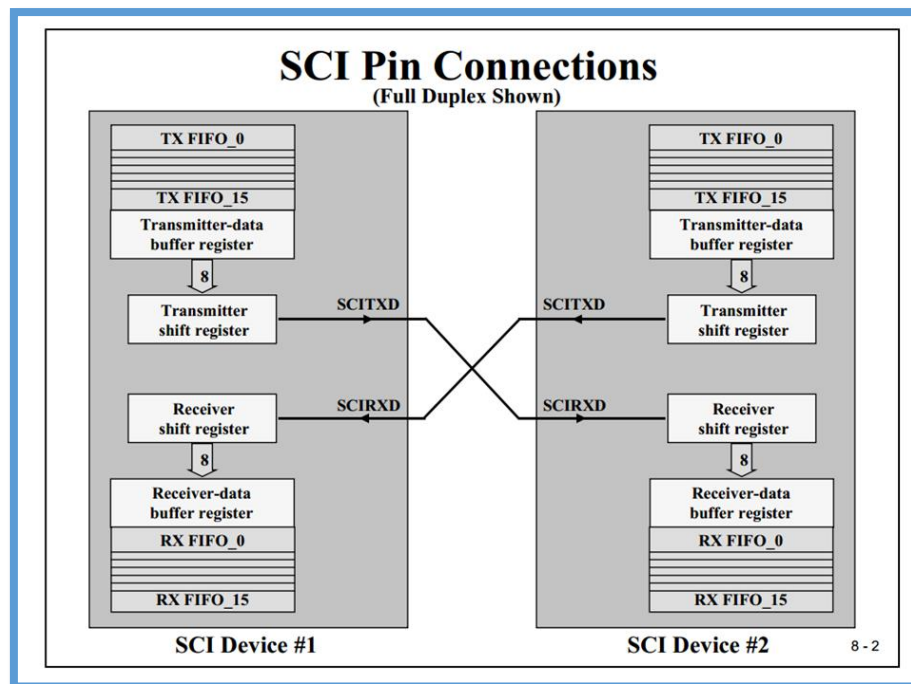 SCI Pin Connections
(Full Duplex Shown)
TX FIFO_0
TX FIFO_15
Transmitter-data
buffer register
8
Transmitter
shift register
SCITXD
SCIRXD
Receiver
shift register
8
Receiver-data
buffer register
RX FIFO_0
RX FIFO_15
SCI Device #1
TX FIFO_0
TX FIFO_15
Transmitter-data
buffer register
8
SCITXD
Transmitter
shift register
SCIRXD
Receiver
shift register
8
Receiver-data
buffer register
RX FIFO_0
RX FIFO_15
SCI Device #2
8 - 2